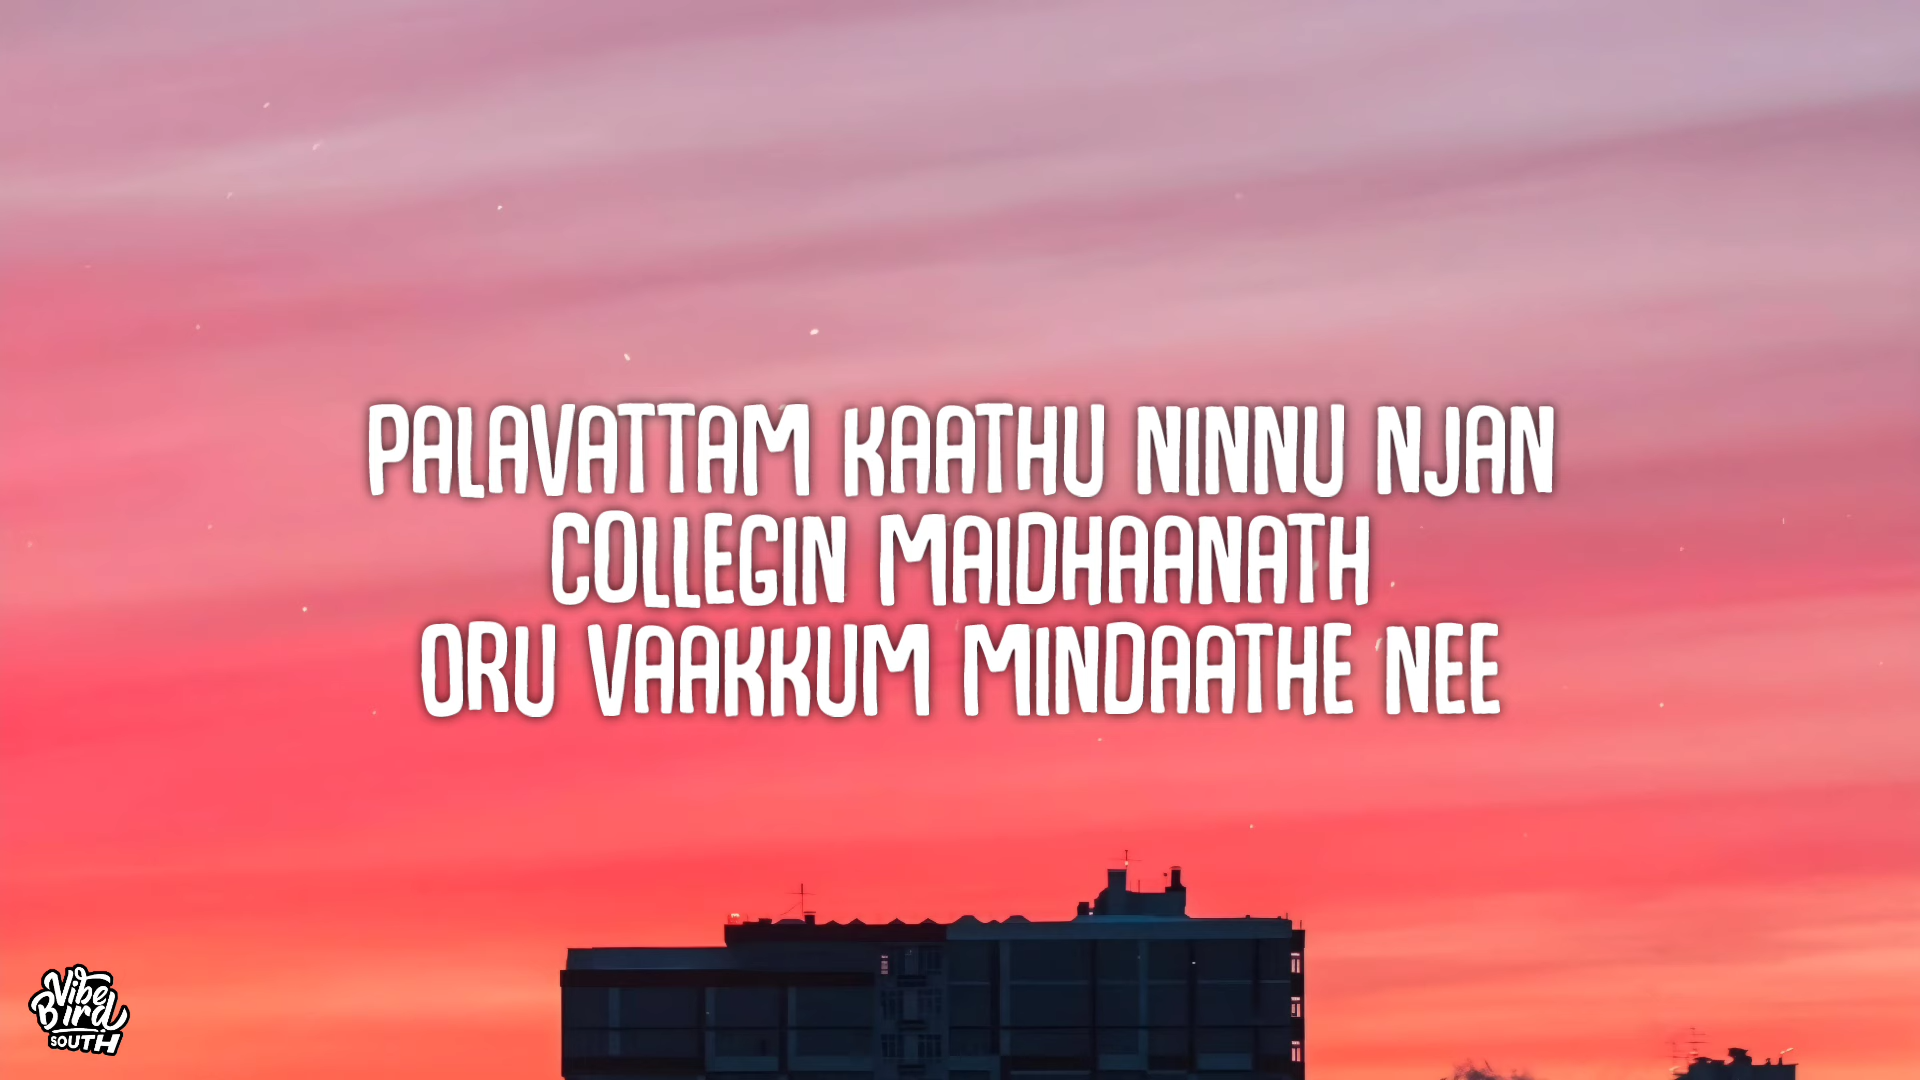 PALAVATTAM KAATHU NINNU NJAN
COLLEGIN MAIDHAANATH
ORU VAAKKUM MINDAATHE NEE
Vibe
Bird
SOUTH